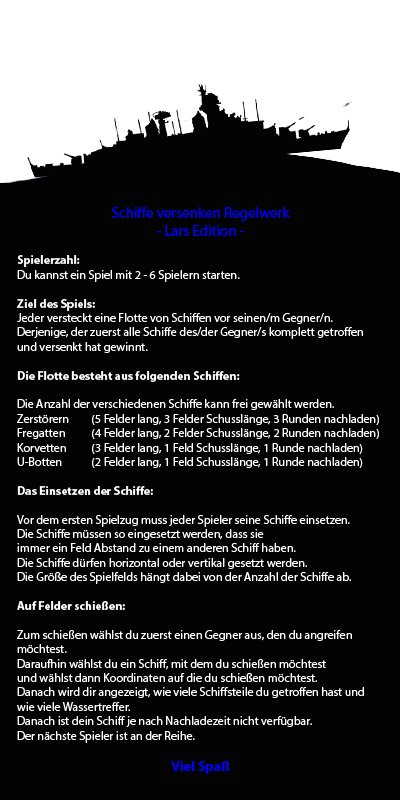 Schiffe versenken Regelwerk
- Lars Edition -
Spielerzahl:
Du kannst ein Spiel mit 2 - 6 Spielern starten.
Ziel des Spiels:
Jeder versteckt eine Flotte von Schiffen vor seinen/m Gegner/n.
Derjenige, der zuerst alle Schiffe des/der Gegner/s komplett getroffen
und versenkt hat gewinnt.
Die Flotte besteht aus folgenden Schiffen:
Die Anzahl der verschiedenen Schiffe kann frei gewählt werden.
Zerstörern (5 Felder lang, 3 Felder Schusslänge, 3 Runden nachladen)
Fregatten (4 Felder lang, 2 Felder Schusslänge, 2 Runden nachladen)
Korvetten (3 Felder lang, 1 Feld Schusslänge, 1 Runde nachladen)
U-Botten (2 Felder lang, 1 Feld Schusslänge, 1 Runde nachladen)
Das Einsetzen der Schiffe:
Vor dem ersten Spielzug muss jeder Spieler seine Schiffe einsetzen.
Die Schiffe müssen so eingesetzt werden, dass sie
immer ein Feld Abstand zu einem anderen Schiff haben.
Die Schiffe dürfen horizontal oder vertikal gesetzt werden.
Die Größe des Spielfelds hängt dabei von der Anzahl der Schiffe ab.
Auf Felder schießen:
Zum schießen wählst du zuerst einen Gegner aus, den du angreifen
möchtest.
Daraufhin wählst du ein Schiff, mit dem du schießen möchtest
und wählst dann Koordinaten auf die du schießen möchtest.
Danach wird dir angezeigt, wie viele Schiffsteile du getroffen hast und
wie viele Wassertreffer.
Danach ist dein Schiff je nach Nachladezeit nicht verfügbar.
Der nächste Spieler ist an der Reihe.
Viel Spaß